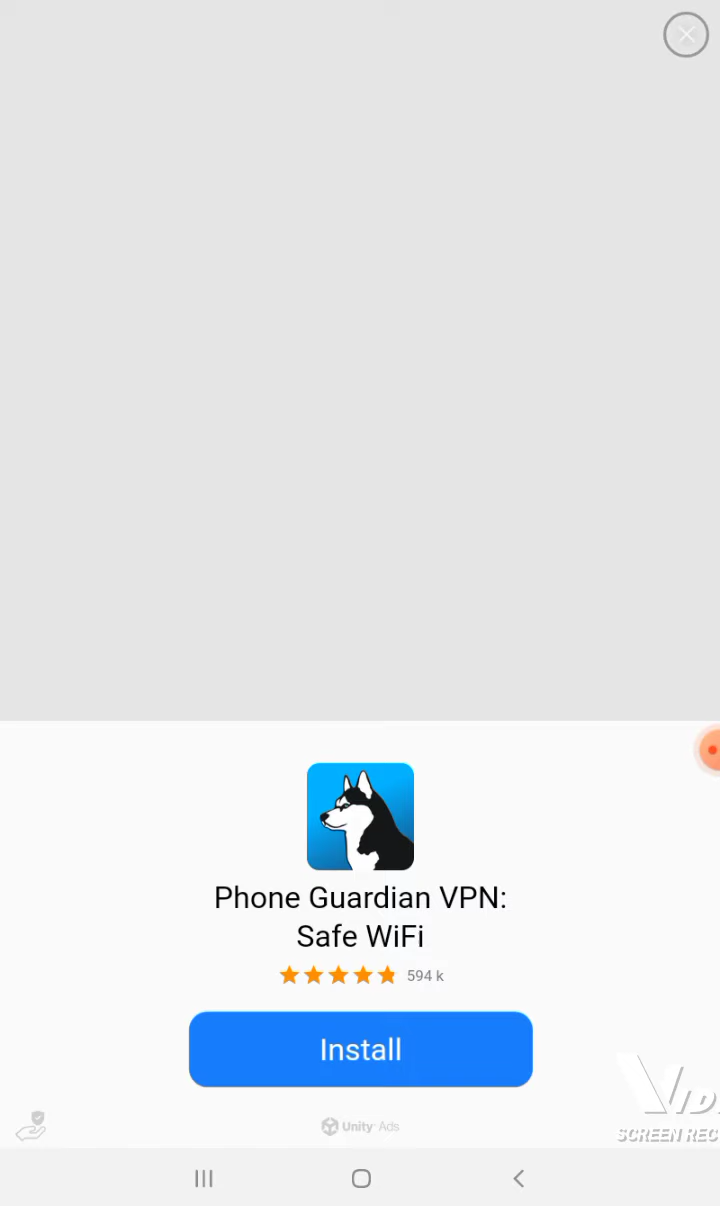 Phone Guardian VPN:
Safe WiFi
594 k
Install
Unity Ads
SCREEN REC